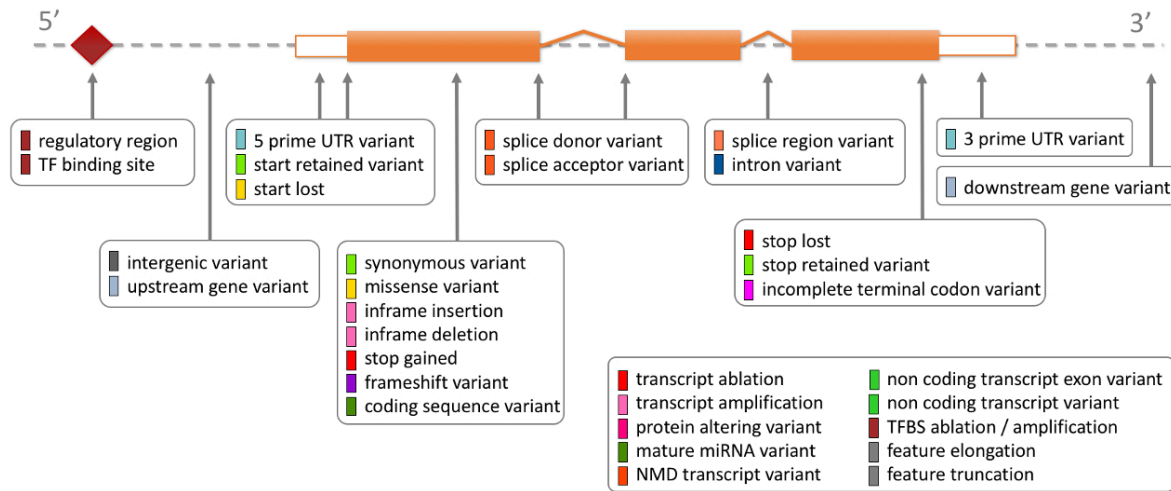 5’
3’
regulatory region
TF binding site
5 prime UTR variant
start retained variant
start lost
splice donor variant
splice acceptor variant
splice region variant
intron variant
3 prime UTR variant
downstream gene variant
intergenic variant
upstream gene variant
synonymous variant
missense variant
inframe insertion
inframe deletion
stop gained
frameshift variant
coding sequence variant
stop lost
stop retained variant
incomplete terminal codon variant
transcript ablation
transcript amplification
protein altering variant
mature miRNA variant
NMD transcript variant
non coding transcript exon variant
non coding transcript variant
TFBS ablation / amplification
feature elongation
feature truncation